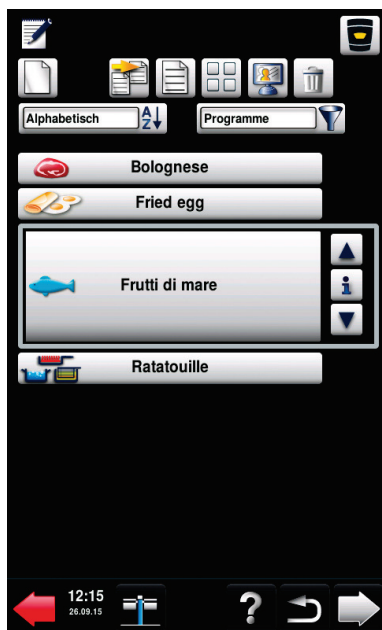 Alphabetisch A Z
Programme
Bolognese
Fried egg
Frutti di mare
i
Ratatouille
12:15
26.09.15
?